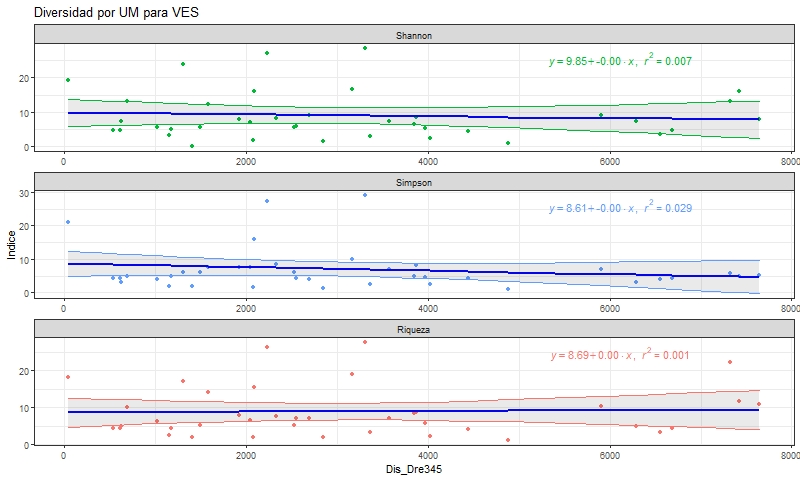 Diversidad por UM para VES
Shannon
20
10
0
y = 9.85+-0.00 · x, r² = 0.007
0 2000 4000 6000 8000
Simpson
30
20
10
0
y = 8.61+-0.00 · x, r² = 0.029
0 2000 4000 6000 8000
Indice
Riqueza
20
10
0
y = 8.69+0.00 · x, r² = 0.001
0 2000 4000 6000 8000
Dis_Dre345